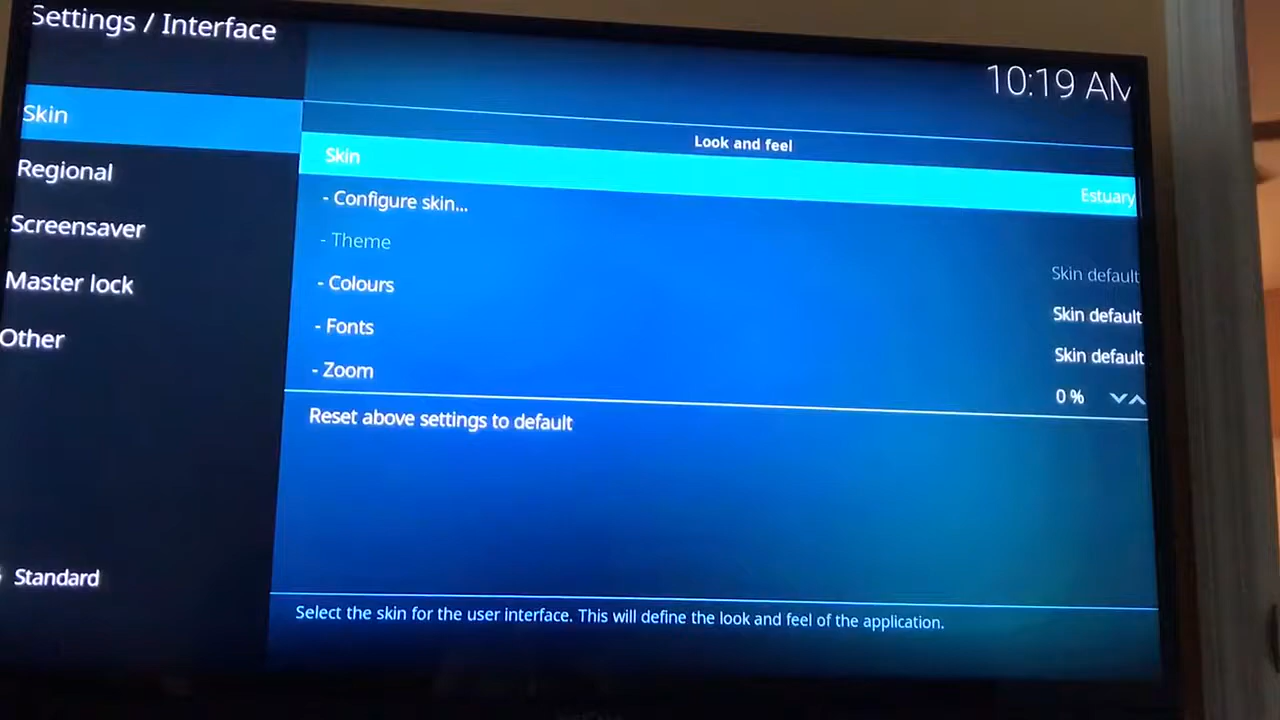 Settings / Interface
10:19 AM
Skin
Regional
Screensaver
Master lock
Other
Standard
Look and feel
Skin Estuary
- Configure skin...
- Theme Skin default
- Colours Skin default
- Fonts Skin default
- Zoom 0 %
Reset above settings to default
Select the skin for the user interface. This will define the look and feel of the application.